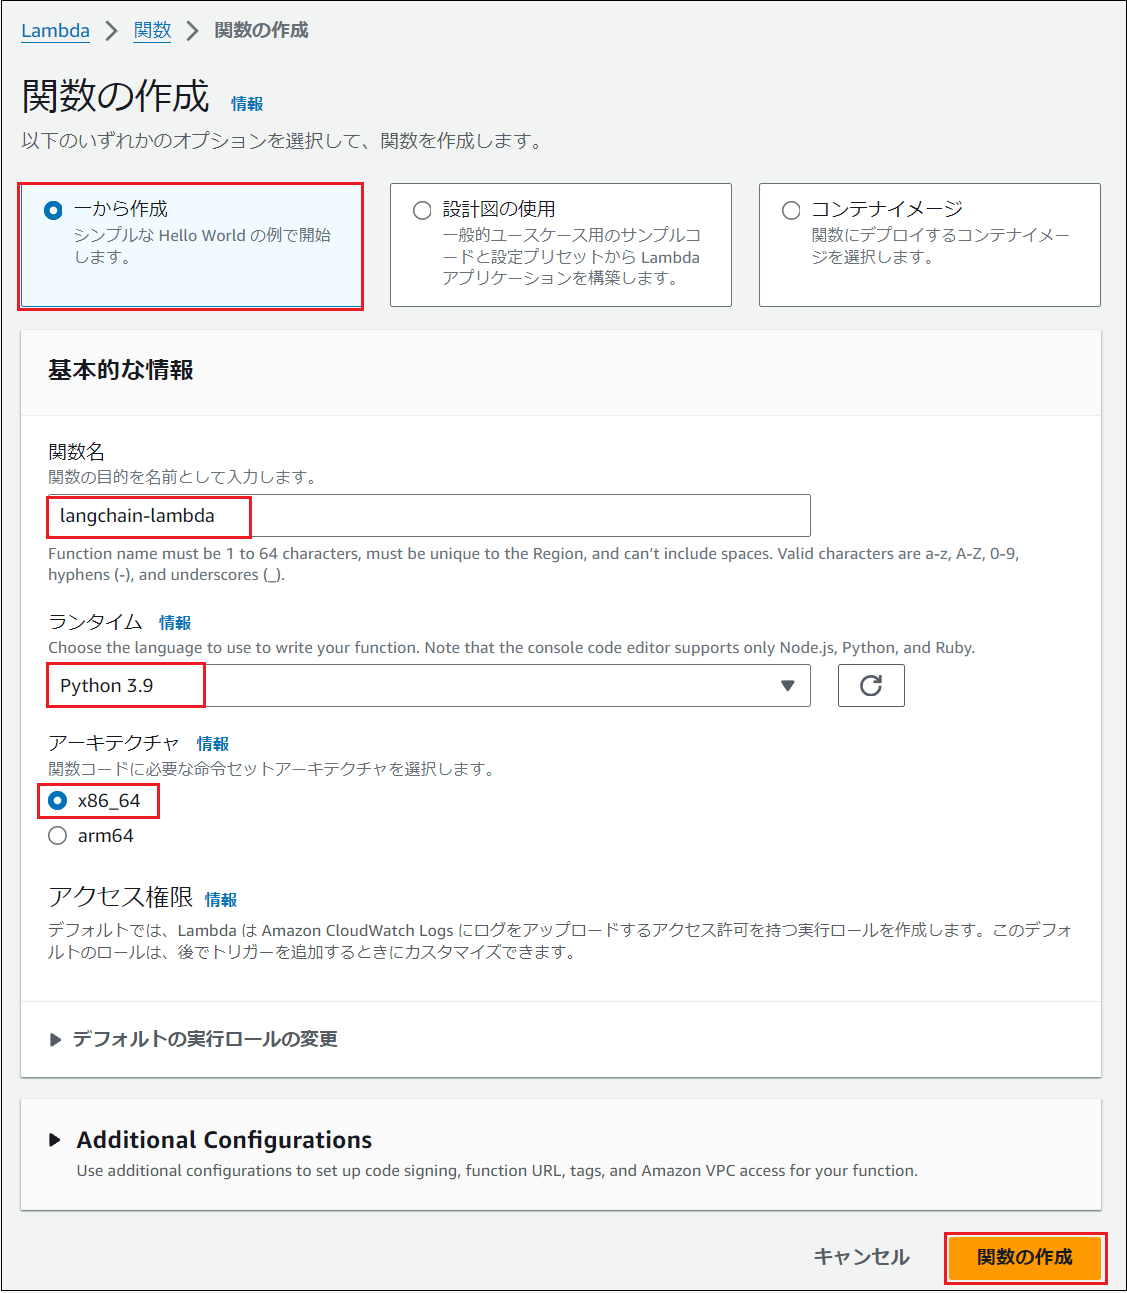 Lambda > 関数 > 関数の作成
関数の作成 情報
以下のいずれかのオプションを選択して、関数を作成します。
一から作成
シンプルな Hello World の例で開始
します。
設計図の使用
一般的ユースケース用のサンプルコ
ードと設定プリセットから Lambda
アプリケーションを構築します。
コンテナイメージ
関数にデプロイするコンテナイメー
ジを選択します。
基本的な情報
関数名
関数の目的を名前として入力します。
langchain-lambda
Function name must be 1 to 64 characters, must be unique to the Region, and can’t include spaces. Valid characters are a-z, A-Z, 0-9,
hyphens (-), and underscores (_).
ランタイム 情報
Choose the language to use to write your function. Note that the console code editor supports only Node.js, Python, and Ruby.
Python 3.9
アーキテクチャ 情報
関数コードに必要な命令セットアーキテクチャを選択します。
x86_64
arm64
アクセス権限 情報
デフォルトでは、Lambda は Amazon CloudWatch Logs にログをアップロードするアクセス許可を持つ実行ロールを作成します。このデフォ
ルトのロールは、後でトリガーを追加するときにカスタマイズできます。
デフォルトの実行ロールの変更
Additional Configurations
Use additional configurations to set up code signing, function URL, tags, and Amazon VPC access for your function.
キャンセル
関数の作成